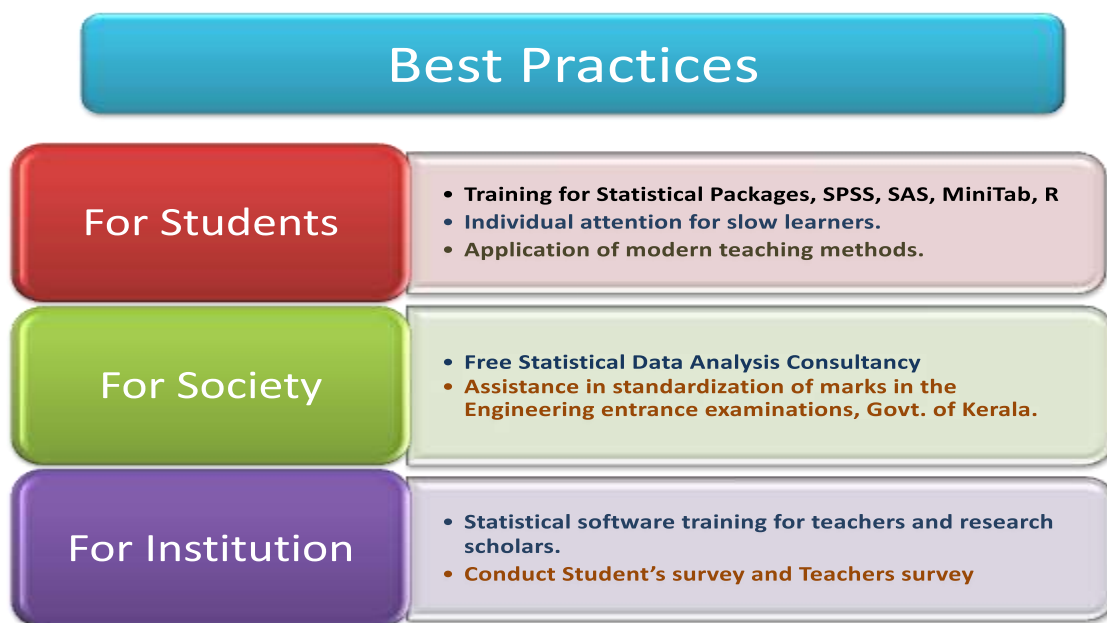 Best Practices
For Students
• Training for Statistical Packages, SPSS, SAS, MiniTab, R
• Individual attention for slow learners.
• Application of modern teaching methods.
For Society
• Free Statistical Data Analysis Consultancy
• Assistance in standardization of marks in the
Engineering entrance examinations, Govt. of Kerala.
For Institution
• Statistical software training for teachers and research
scholars.
• Conduct Student’s survey and Teachers survey